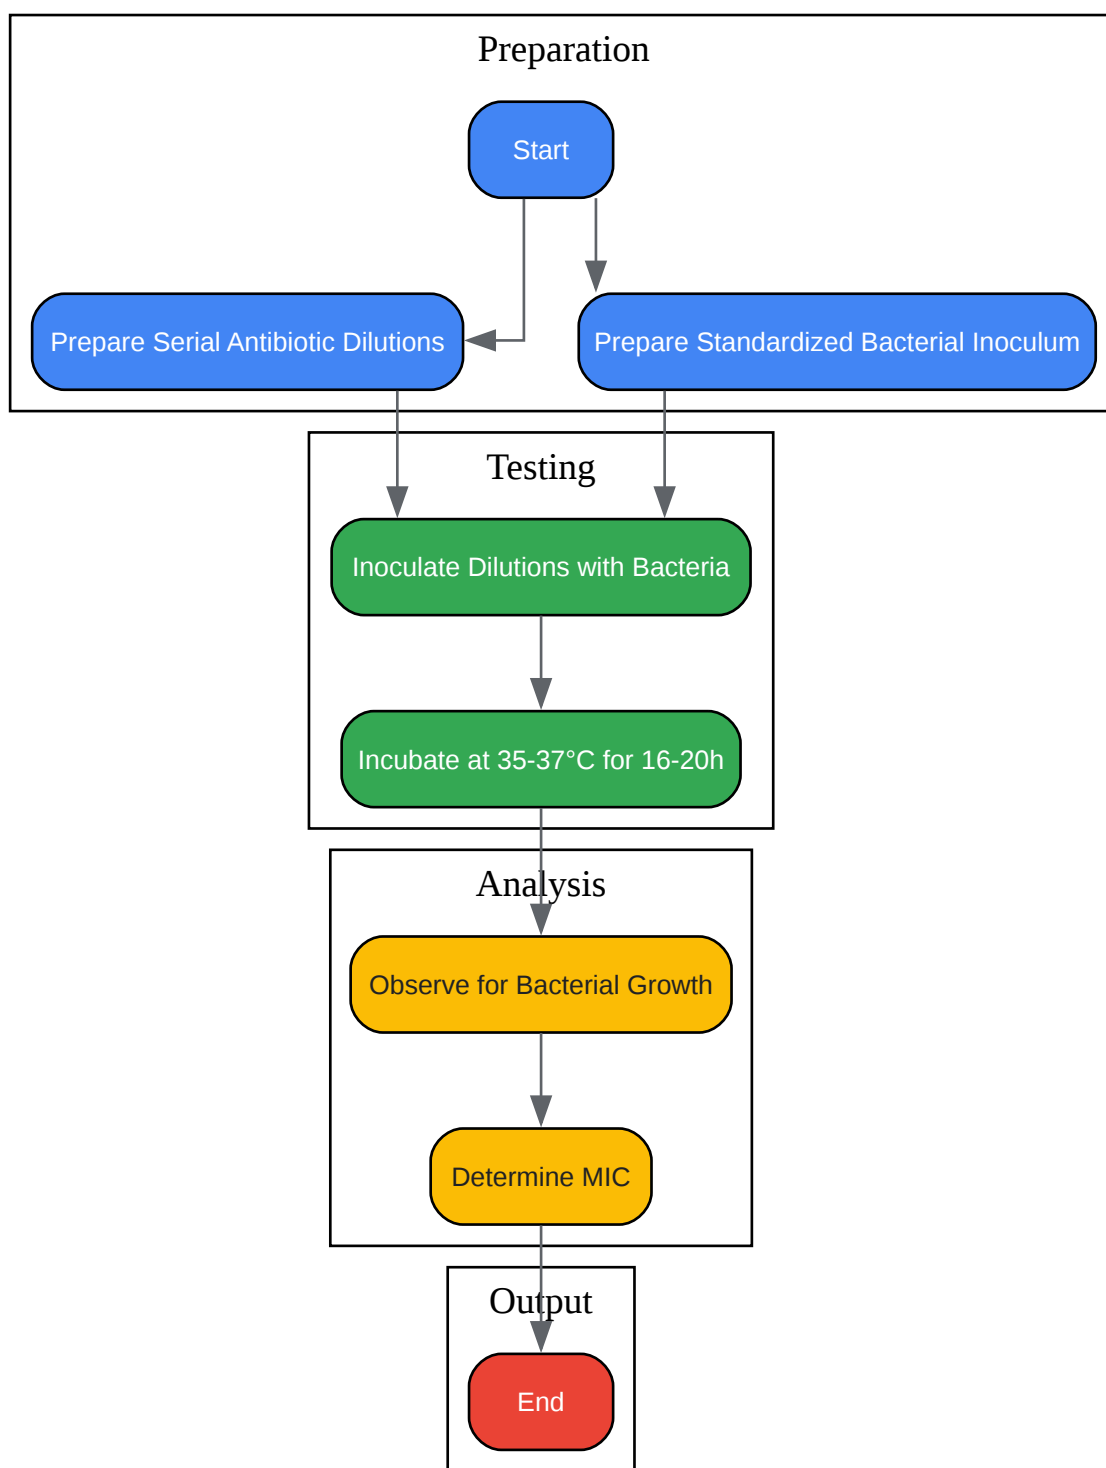 Preparation
Start
Prepare Serial Antibiotic Dilutions
Prepare Standardized Bacterial Inoculum
Testing
Inoculate Dilutions with Bacteria
Incubate at 35-37°C for 16-20h
Analysis
Observe for Bacterial Growth
Determine MIC
Output
End